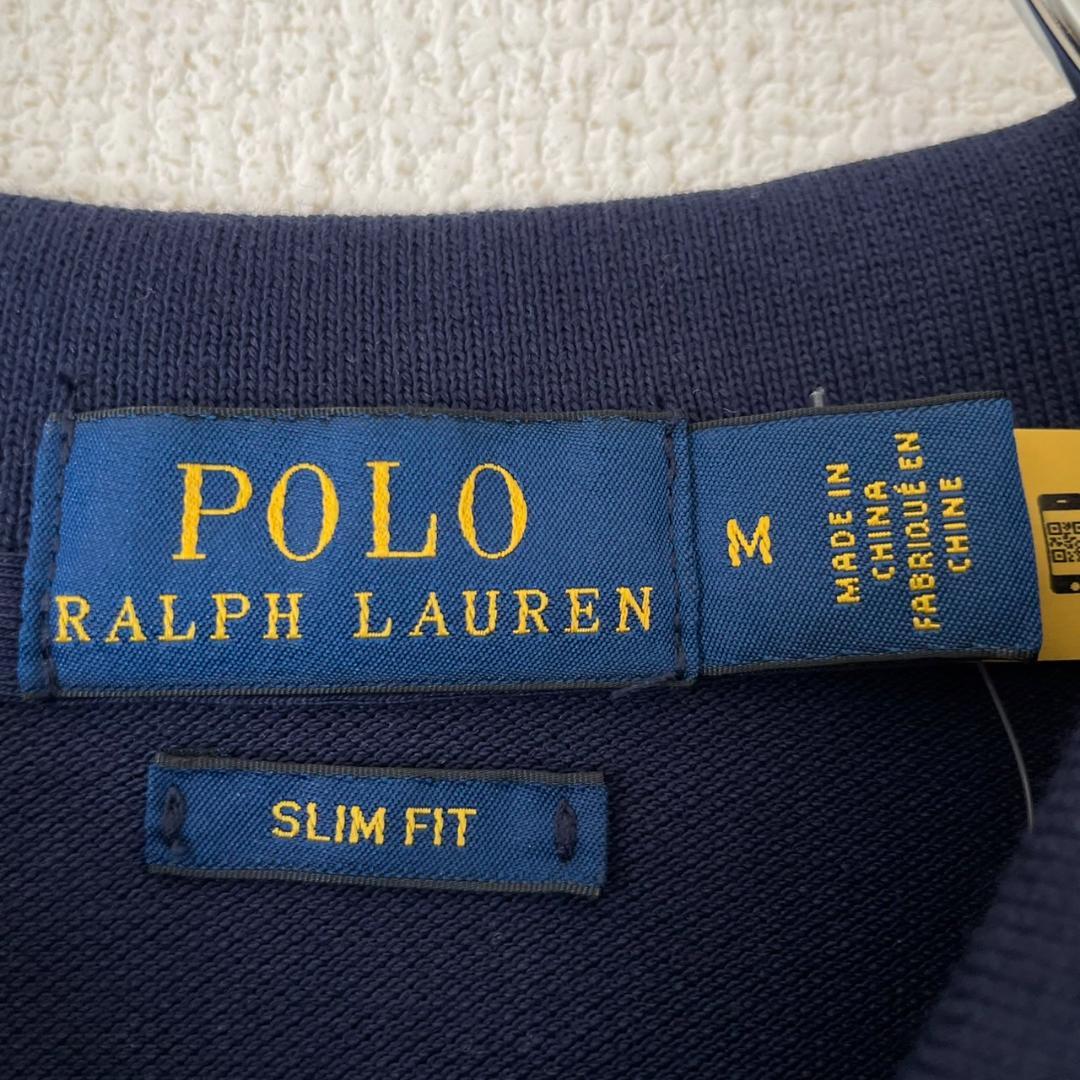 POLO
RALPH LAUREN
M
MADE IN
CHINA
FABRIQUÉ EN
CHINE
SLIM FIT